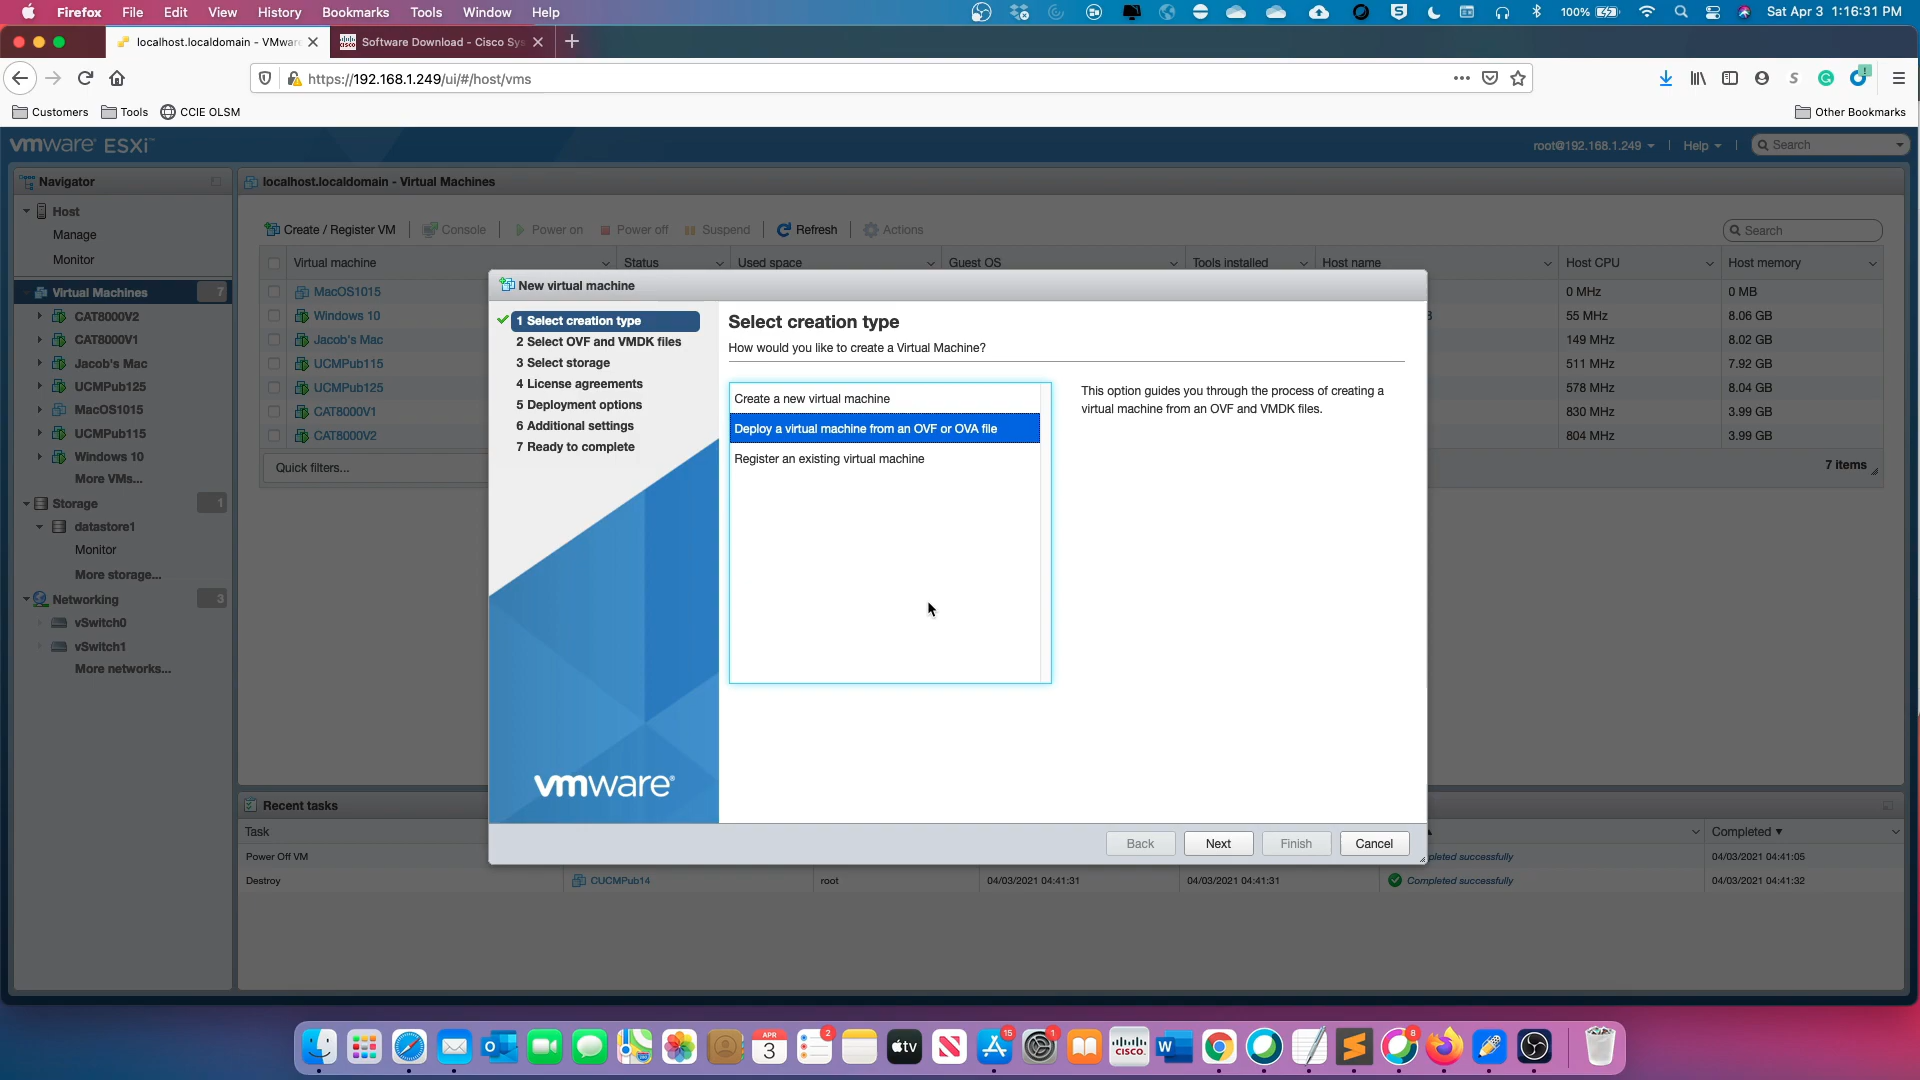 Firefox File Edit View History Bookmarks Tools Window Help 100% Sat Apr 3 1:16:31 PM
localhost.localdomain - VMware Software Download - Cisco Sys
https://192.168.1.249/ui/#/host/vms
Customers Tools CCIE OLSM Other Bookmarks
vmware ESXi root@192.168.1.249 Help Search
Navigator localhost.localdomain - Virtual Machines
Host
Manage
Monitor
Virtual Machines 7
CAT8000V2
CAT8000V1
Jacob's Mac
UCMPub125
MacOS1015
UCMPub115
Windows 10
More VMs...
Storage 1
datastore1
Monitor
More storage...
Networking 3
vSwitch0
vSwitch1
More networks...
Create / Register VM Console Power on Power off Suspend Refresh Actions Search
Virtual machine Status Used space Guest OS Tools installed Host name Host CPU Host memory
MacOS1015 0 MHz 0 MB
Windows 10 55 MHz 8.06 GB
Jacob's Mac 149 MHz 8.02 GB
UCMPub115 511 MHz 7.92 GB
UCMPub125 578 MHz 8.04 GB
CAT8000V1 830 MHz 3.99 GB
CAT8000V2 804 MHz 3.99 GB
Quick filters... 7 items
New virtual machine
1 Select creation type
2 Select OVF and VMDK files
3 Select storage
4 License agreements
5 Deployment options
6 Additional settings
7 Ready to complete
vmware
Select creation type
How would you like to create a Virtual Machine?
Create a new virtual machine
Deploy a virtual machine from an OVF or OVA file
Register an existing virtual machine
This option guides you through the process of creating a
virtual machine from an OVF and VMDK files.
Back Next Finish Cancel
Recent tasks
Task Completed
Power Off VM pleted successfully 04/03/2021 04:41:05
Destroy CUCMPub14 root 04/03/2021 04:41:31 04/03/2021 04:41:31 Completed successfully 04/03/2021 04:41:32
APR
3
2
tv
15
1
CISCO
8